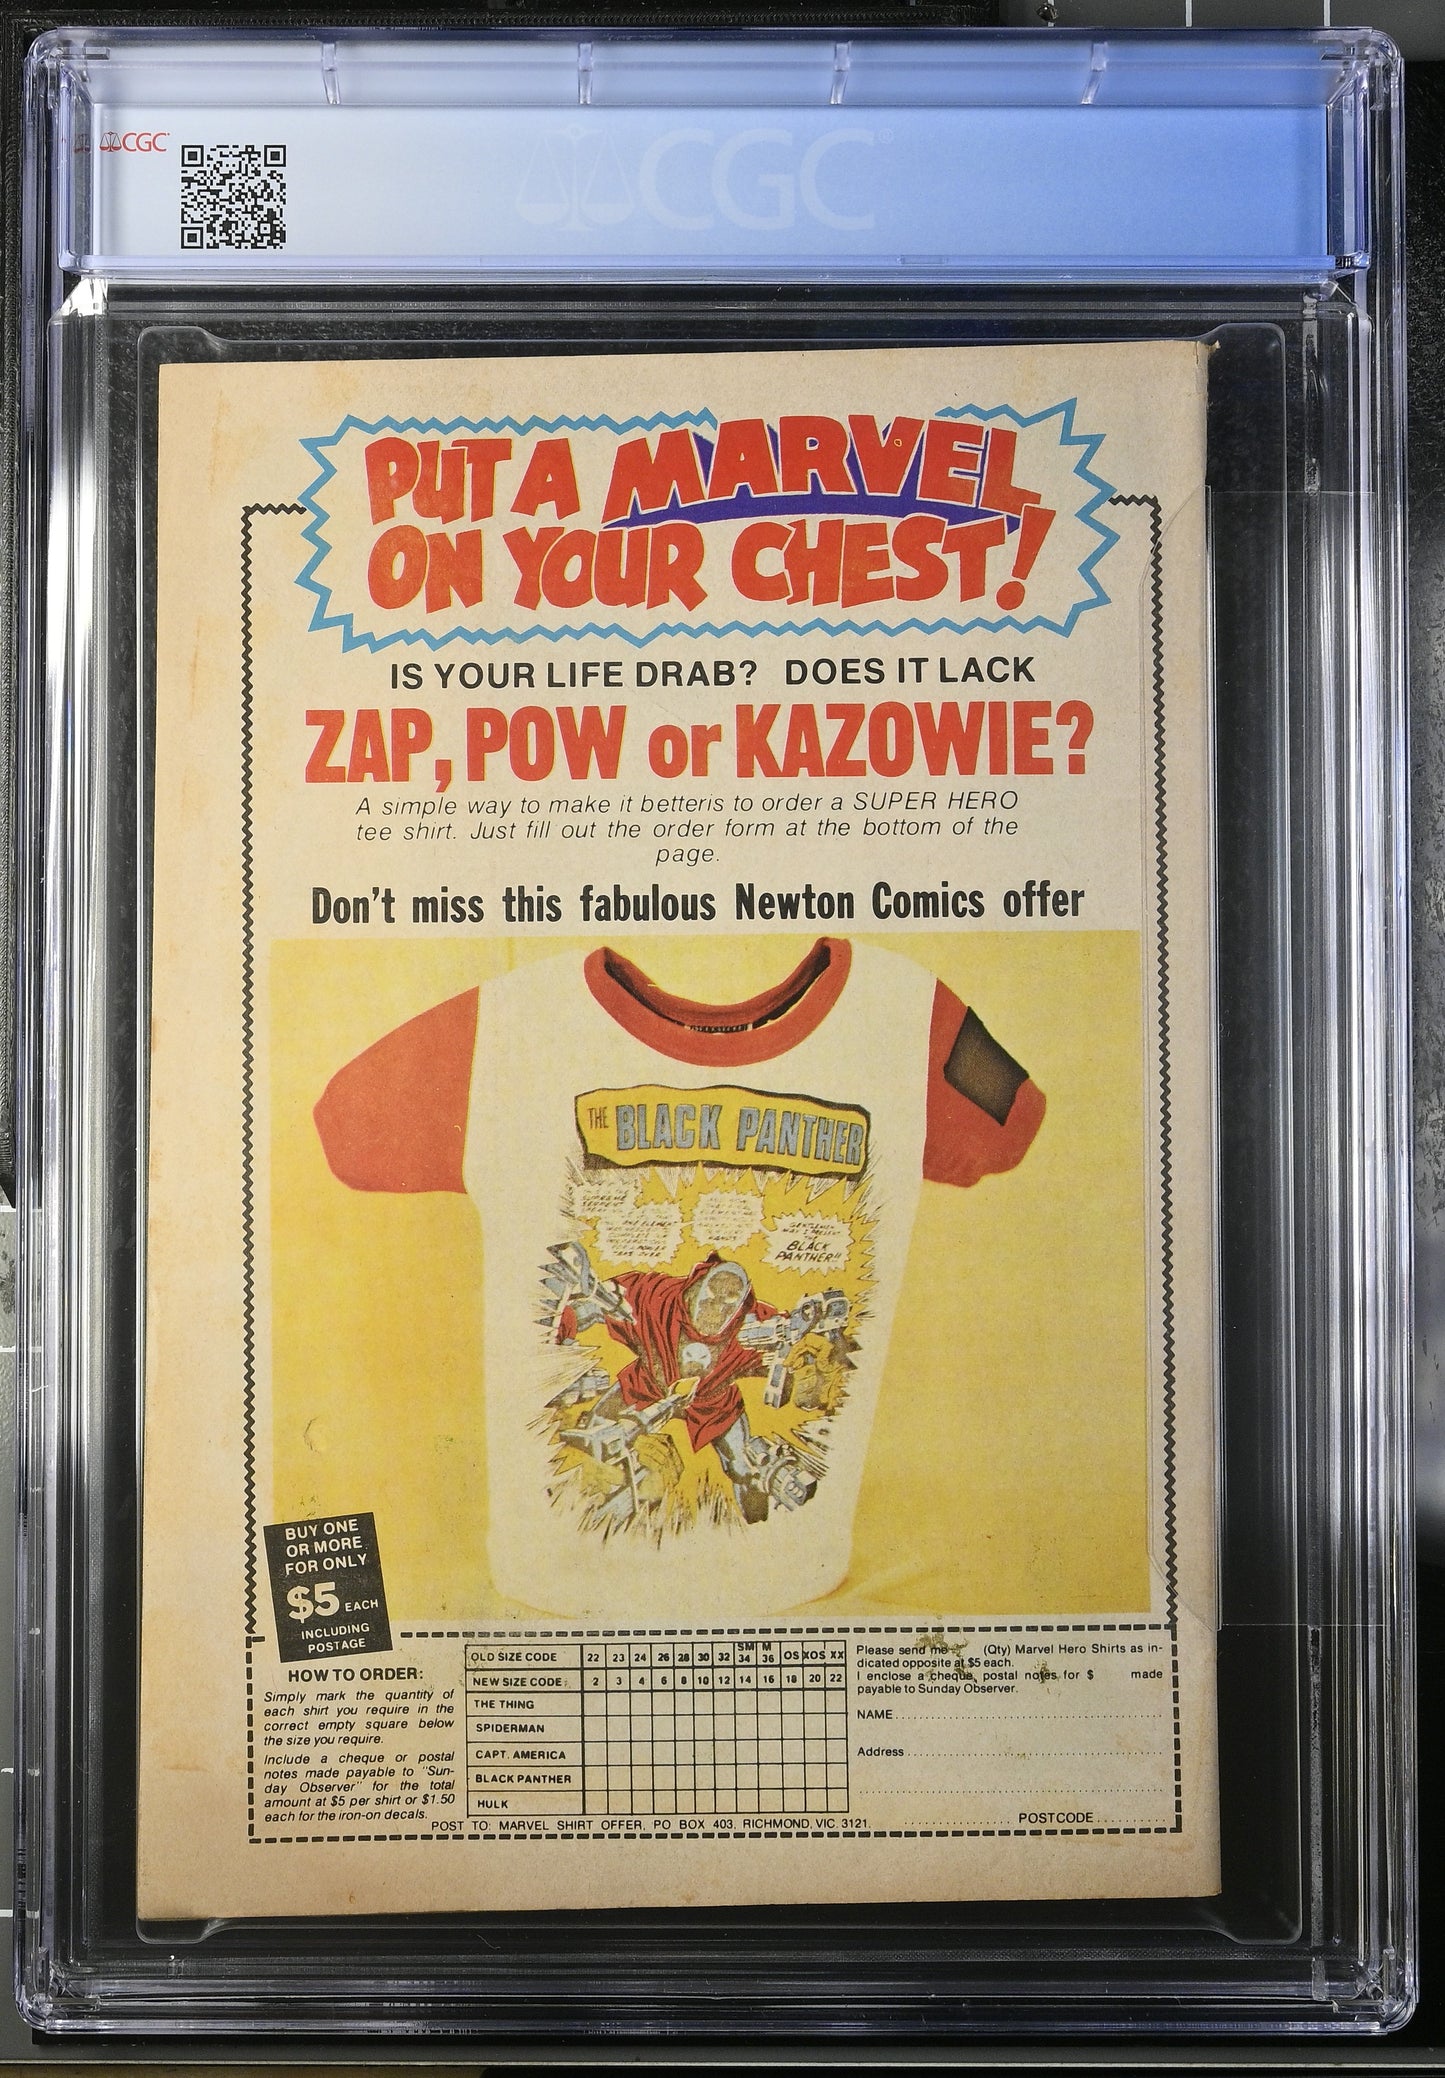 CGC
CGC
PUT A MARVEL
ON YOUR CHEST!
IS YOUR LIFE DRAB? DOES IT LACK
ZAP, POW or KAZOWIE?
A simple way to make it betteris to order a SUPER HERO
tee shirt. Just fill out the order form at the bottom of the
page.
Don't miss this fabulous Newton Comics offer
THE BLACK PANTHER
GENTLEMEN,
MAY I PRESENT
THE
BLACK
PANTHER!!
BUY ONE
OR MORE
FOR ONLY
$5 EACH
INCLUDING
POSTAGE
HOW TO ORDER:
Simply mark the quantity of
each shirt you require in the
correct empty square below
the size you require.
Include a cheque or postal
notes made payable to "Sun-
day Observer" for the total
amount at $5 per shirt or $1.50
each for the iron-on decals.
OLD SIZE CODE 22 23 24 26 28 30 32 SM 34 M 36 OS XOS XX
NEW SIZE CODE: 2 3 4 6 8 10 12 14 16 18 20 22
THE THING
SPIDERMAN
CAPT. AMERICA
BLACK PANTHER
HULK
Please send me (Qty) Marvel Hero Shirts as in-
dicated opposite at $5 each.
I enclose a cheque, postal notes for $ made
payable to Sunday Observer.
NAME
Address
POSTCODE
POST TO: MARVEL SHIRT OFFER, PO BOX 403, RICHMOND, VIC. 3121.